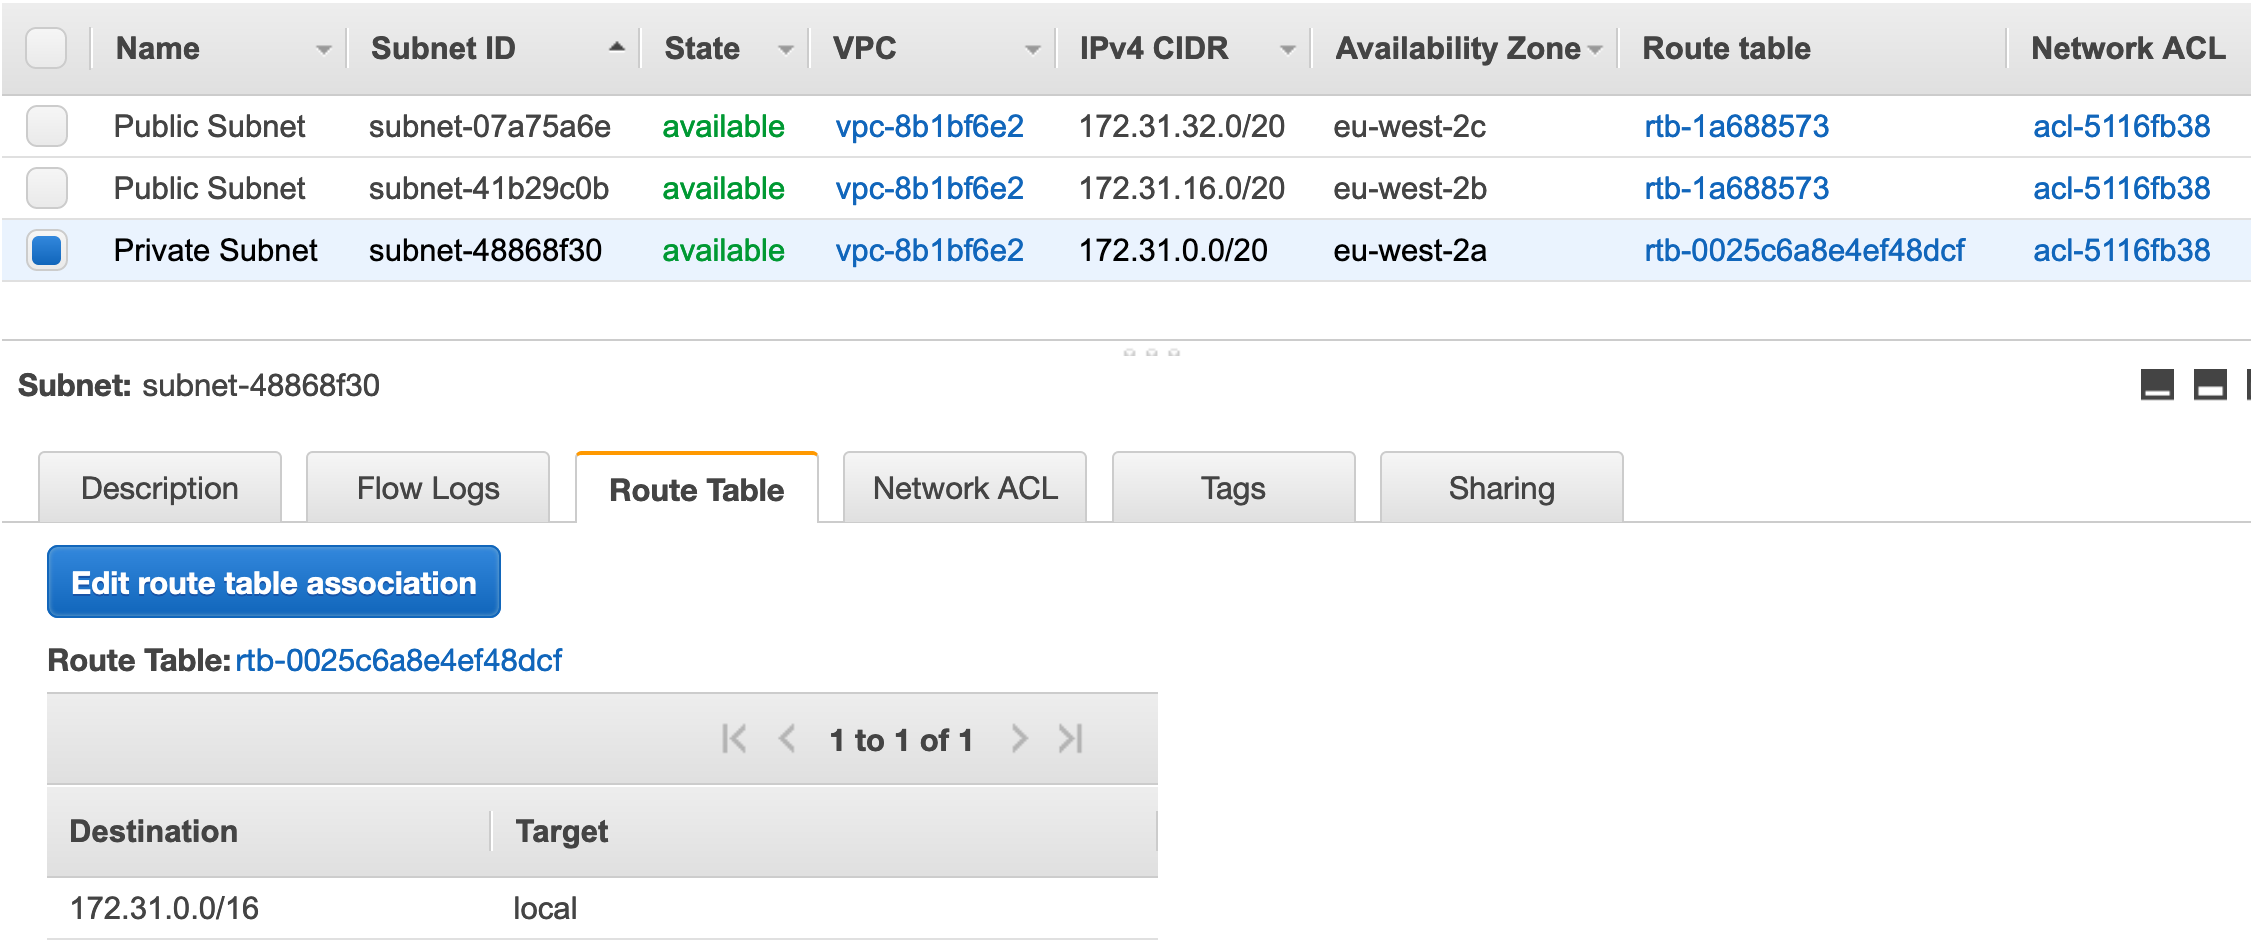 Name Subnet ID State VPC IPv4 CIDR Availability Zone Route table Network ACL
Public Subnet subnet-07a75a6e available vpc-8b1bf6e2 172.31.32.0/20 eu-west-2c rtb-1a688573 acl-5116fb38
Public Subnet subnet-41b29c0b available vpc-8b1bf6e2 172.31.16.0/20 eu-west-2b rtb-1a688573 acl-5116fb38
Private Subnet subnet-48868f30 available vpc-8b1bf6e2 172.31.0.0/20 eu-west-2a rtb-0025c6a8e4ef48dcf acl-5116fb38
Subnet: subnet-48868f30
Description Flow Logs Route Table Network ACL Tags Sharing
Edit route table association
Route Table: rtb-0025c6a8e4ef48dcf
1 to 1 of 1
Destination Target
172.31.0.0/16 local